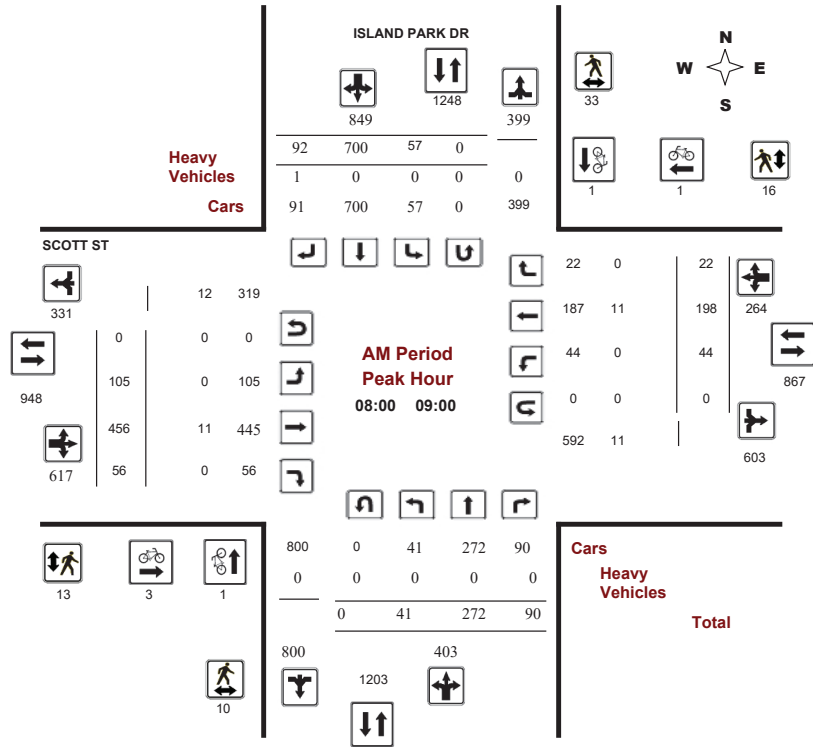 ISLAND PARK DR
N
W E
S
1248
33
849 399
92 700 57 0
Heavy
Vehicles
1 0 0 0 0
1 1 16
Cars 91 700 57 0 399
SCOTT ST
331
12 319
22 0 22
264
0 0 0
187 11 198
948
105 0 105
AM Period
Peak Hour
08:00 09:00
44 0 44
867
456 11 445
0 0 0
617
56 0 56
592 11
603
800 0 41 272 90 Cars
0 0 0 0 0 Heavy
Vehicles
13 3 1
0 41 272 90 Total
800 403
1203
10